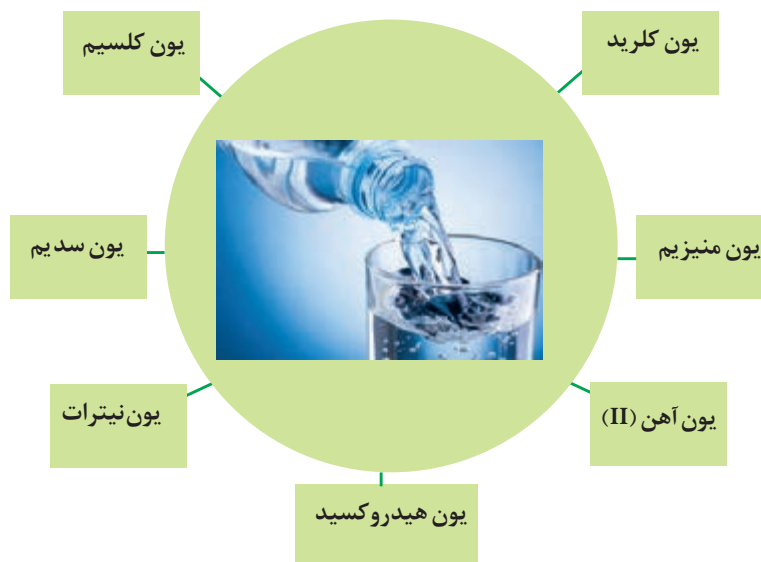 یون کلرید
یون کلسیم
یون منیزیم
یون سدیم
یون آهن (II)
یون نیترات
یون هیدروکسید